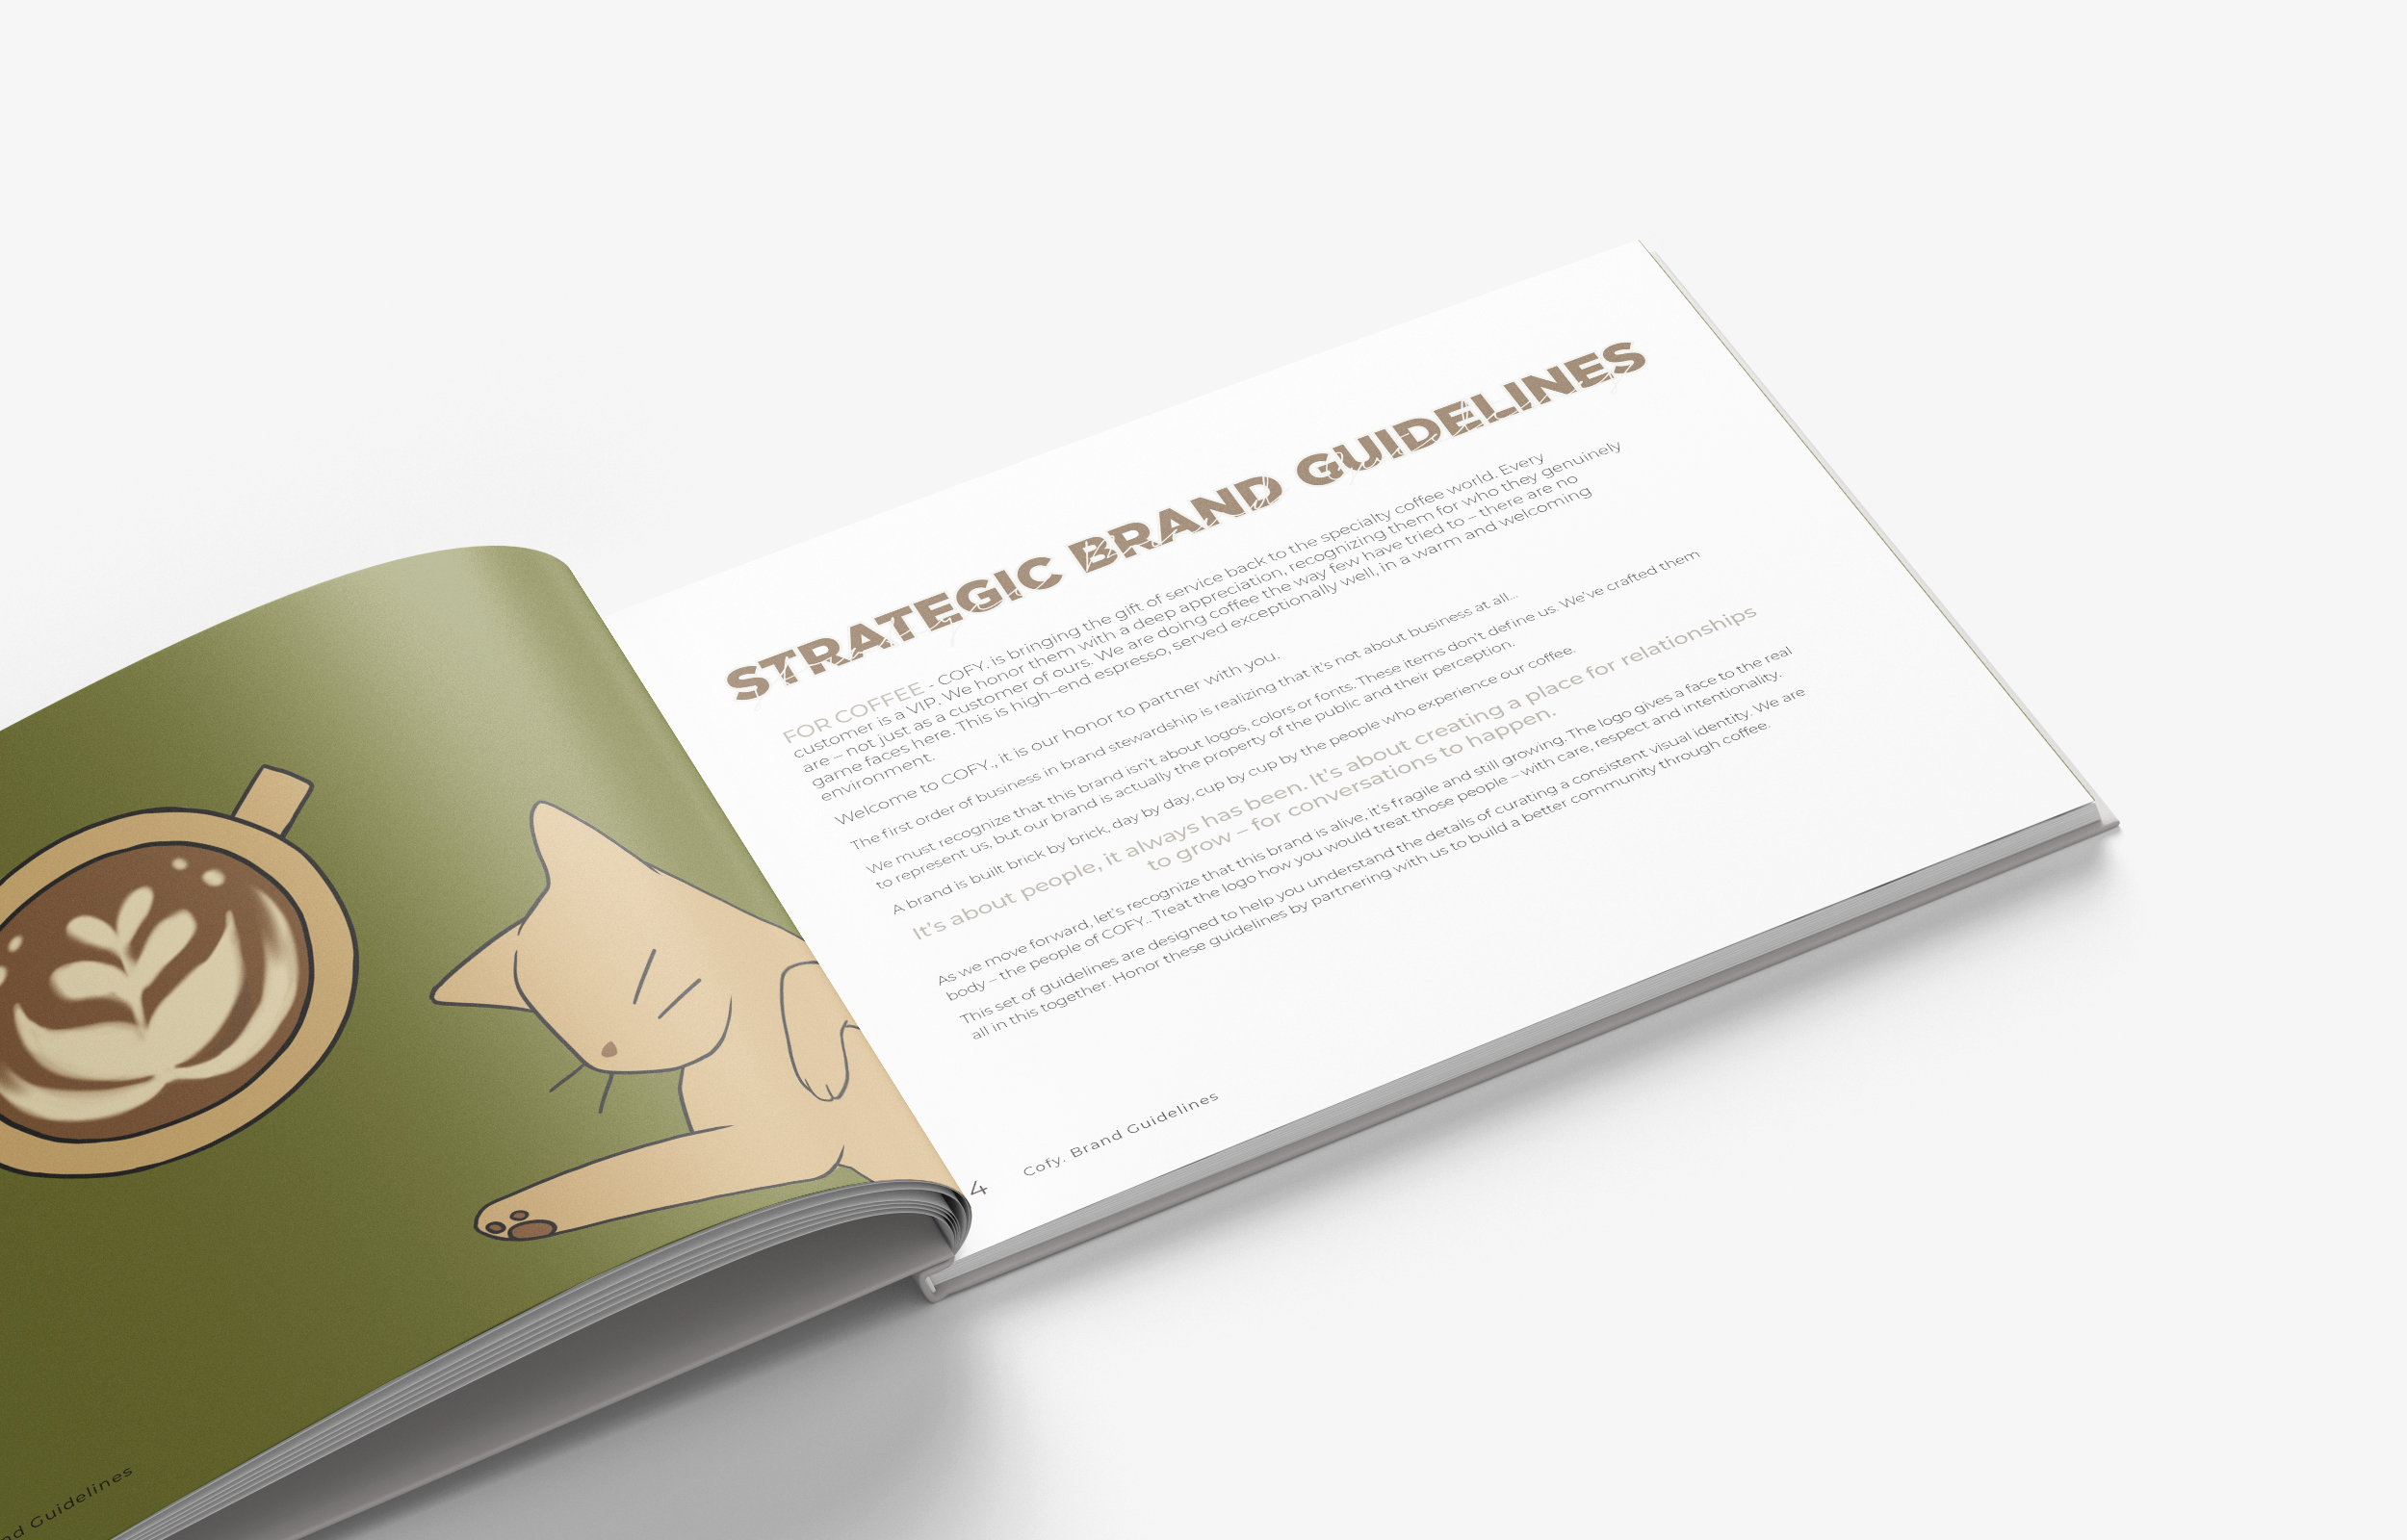 nd Guidelines
STRATEGIC BRAND GUIDELINES
FOR COFFEE - COFY. is bringing the gift of service back to the specialty coffee world. Every
customer is a VIP. We honor them with a deep appreciation, recognizing them for who they genuinely
are – not just as a customer of ours. We are doing coffee the way few have tried to – there are no
game faces here. This is high-end espresso, served exceptionally well, in a warm and welcoming
environment.
Welcome to COFY., it is our honor to partner with you.
The first order of business in brand stewardship is realizing that it's not about business at all...
We must recognize that this brand isn't about logos, colors or fonts. These items don't define us. We've crafted them
to represent us, but our brand is actually the property of the public and their perception.
A brand is built brick by brick, day by day, cup by cup by the people who experience our coffee.
It's about people, it always has been. It's about creating a place for relationships
to grow – for conversations to happen.
As we move forward, let's recognize that this brand is alive, it's fragile and still growing. The logo gives a face to the real
body – the people of COFY.. Treat the logo how you would treat those people – with care, respect and intentionality.
This set of guidelines are designed to help you understand the details of curating a consistent visual identity. We are
all in this together. Honor these guidelines by partnering with us to build a better community through coffee.
4 Cofy. Brand Guidelines